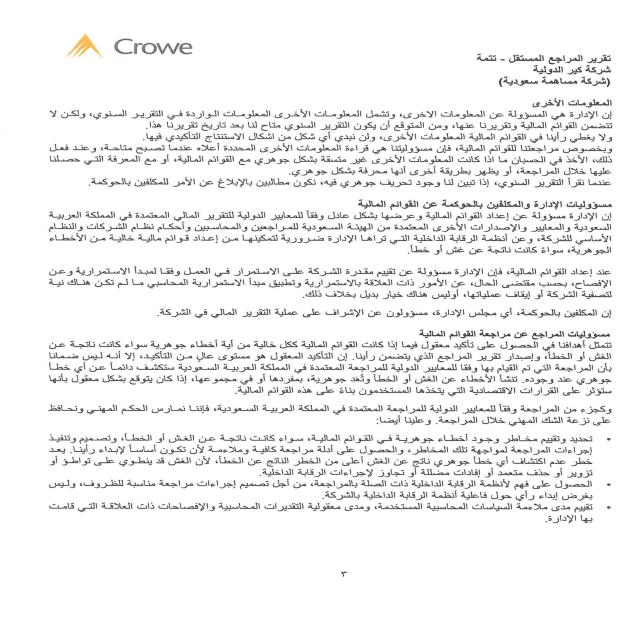 Crowe
تقرير المراجع المستقل - تتمة
شركة كير الدولية
(شركة مساهمة سعودية)
المعلومات الأخرى
إن الإدارة هي المسؤولة عن المعلومات الاخرى، وتشمل المعلومات الأخرى المعلومات الواردة في التقرير السنوي، ولكن لا
تتضمن القوائم المالية وتقريرنا عنها، ومن المتوقع أن يكون التقرير السنوي متاح لنا بعد تاريخ تقريرنا هذا.
ولا يغطي رأينا في القوائم المالية المعلومات الأخرى، ولن نبدي أي شكل من اشكال الاستنتاج التأكيدي فيها.
وبخصوص مراجعتنا للقوائم المالية، فإن مسؤوليتنا هي قراءة المعلومات الأخرى المحددة أعلاه عندما تصبح متاحة، وعند فعل
ذلك، الأخذ في الحسبان ما اذا كانت المعلومات الأخرى غير متسقة بشكل جوهري مع القوائم المالية، أو مع المعرفة التي حصلنا
عليها خلال المراجعة، أو يظهر بطريقة أخرى أنها محرفة بشكل جوهري.
عندما نقرأ التقرير السنوي، إذا تبين لنا وجود تحريف جوهري فيه، نكون مطالبين بالإبلاغ عن الأمر للمكلفين بالحوكمة.
مسؤوليات الإدارة والمكلفين بالحوكمة عن القوائم المالية
إن الإدارة مسؤولة عن إعداد القوائم المالية وعرضها بشكل عادل وفقاً للمعايير الدولية للتقرير المالي المعتمدة في المملكة العربية
السعودية والمعايير والإصدارات الأخرى المعتمدة من الهيئة السعودية للمراجعين والمحاسبين وأحكام نظام الشركات والنظام
الأساسي للشركة، وعن أنظمة الرقابة الداخلية التي تراها الإدارة ضرورية لتمكينها من إعداد قوائم مالية خالية من الأخطاء
الجوهرية، سواءً كانت ناتجة عن غش أو خطأ.
عند إعداد القوائم المالية، فإن الإدارة مسؤولة عن تقييم مقدرة الشركة على الاستمرار في العمل وفقا لمبدأ الاستمرارية وعن
الإفصاح، بحسب مقتضى الحال، عن الأمور ذات العلاقة بالاستمرارية وتطبيق مبدأ الاستمرارية المحاسبي ما لم تكن هناك نية
لتصفية الشركة أو إيقاف عملياتها، أوليس هناك خيار بديل بخلاف ذلك.
إن المكلفين بالحوكمة، أي مجلس الإدارة، مسؤولون عن الإشراف على عملية التقرير المالي في الشركة.
مسؤوليات المراجع عن مراجعة القوائم المالية
تتمثل أهدافنا في الحصول على تأكيد معقول فيما إذا كانت القوائم المالية ككل خالية من أية أخطاء جوهرية سواء كانت ناتجة عن
الغش أو الخطأ، وإصدار تقرير المراجع الذي يتضمن رأينا. إن التأكيد المعقول هو مستوى عالٍ من التأكيد، إلا أنه ليس ضمانا
بأن المراجعة التي تم القيام بها وفقا للمعايير الدولية للمراجعة المعتمدة في المملكة العربية السعودية ستكشف دائما عن أي خطأ
جوهري عند وجوده. تنشأ الأخطاء عن الغش أو الخطأ وتُعد جوهرية، بمفردها أو في مجموعها، إذا كان يتوقع بشكل معقول بأنها
ستوثر على القرارات الاقتصادية التي يتخذها المستخدمون بناءً على هذه القوائم المالية.
وكجزء من المراجعة وفقاً للمعايير الدولية للمراجعة المعتمدة في المملكة العربية السعودية، فإننا نمارس الحكم المهني ونحافظ
على نزعة الشك المهني خلال المراجعة. وعلينا أيضا:
• تحديد وتقييم مخاطر وجود أخطاء جوهرية في القوائم المالية، سواء كانت ناتجة عن الغش أو الخطأ، وتصميم وتنفيذ
إجراءات المراجعة لمواجهة تلك المخاطر، والحصول على أدلة مراجعة كافية وملاءمة لأن تكون أساساً لإبداء رأينا. يعد
خطر عدم اكتشاف أي خطأ جوهري ناتج عن الغش أعلى من الخطر الناتج عن الخطأ، لأن الغش قد ينطوي على تواطؤ أو
تزوير أو حذف متعمد أو إفادات مضللة أو تجاوز لإجراءات الرقابة الداخلية.
• الحصول على فهم لأنظمة الرقابة الداخلية ذات الصلة بالمراجعة، من أجل تصميم إجراءات مراجعة مناسبة للظروف، وليس
بغرض إبداء رأي حول فاعلية أنظمة الرقابة الداخلية بالشركة.
• تقييم مدى ملاءمة السياسات المحاسبية المستخدمة، ومدى معقولية التقديرات المحاسبية والإفصاحات ذات العلاقة التي قامت
بها الإدارة.
٣